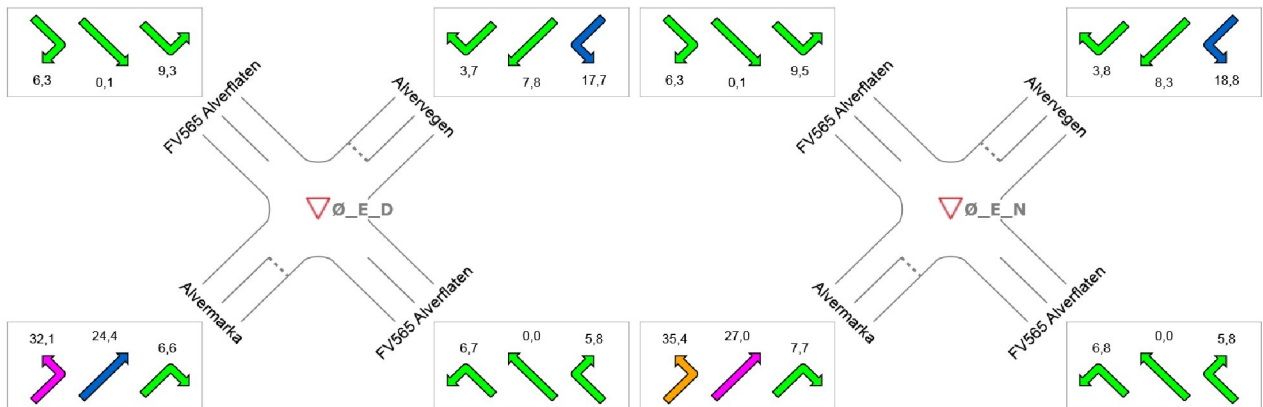 6,3 0,1 9,3
3,7 7,8 17,7
FV565 Alverflaten
Alvervegen
Ø_E_D
Alvermarka
FV565 Alverflaten
32,1 24,4 6,6
6,7 0,0 5,8
6,3 0,1 9,5
3,8 8,3 18,8
FV565 Alverflaten
Alvervegen
Ø_E_N
Alvermarka
FV565 Alverflaten
35,4 27,0 7,7
6,8 0,0 5,8